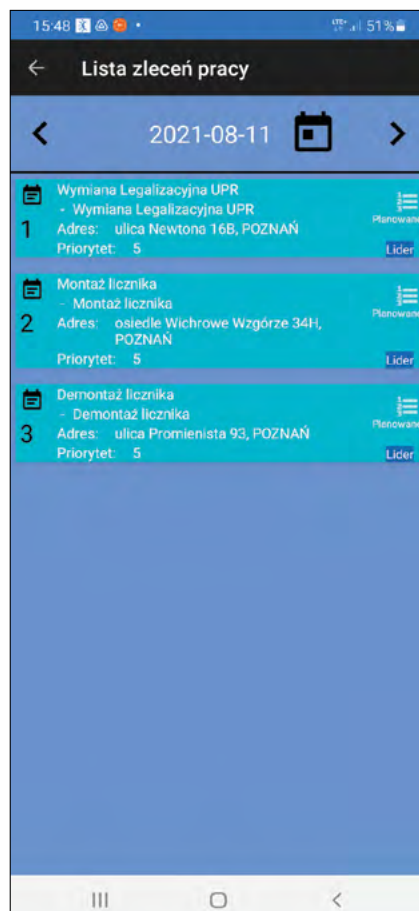 15:48 51%
Lista zleceń pracy
2021-08-11
Wymiana Legalizacyjna UPR
- Wymiana Legalizacyjna UPR
Planowane
1 Adres: ulica Newtona 16B, POZNAŃ
Priorytet: 5 Lider
Montaż licznika
- Montaż licznika
Planowane
2 Adres: osiedle Wichrowe Wzgórze 34H,
POZNAŃ
Priorytet: 5 Lider
Demontaż licznika
- Demontaż licznika
Planowane
3 Adres: ulica Promienista 93, POZNAŃ
Priorytet: 5 Lider